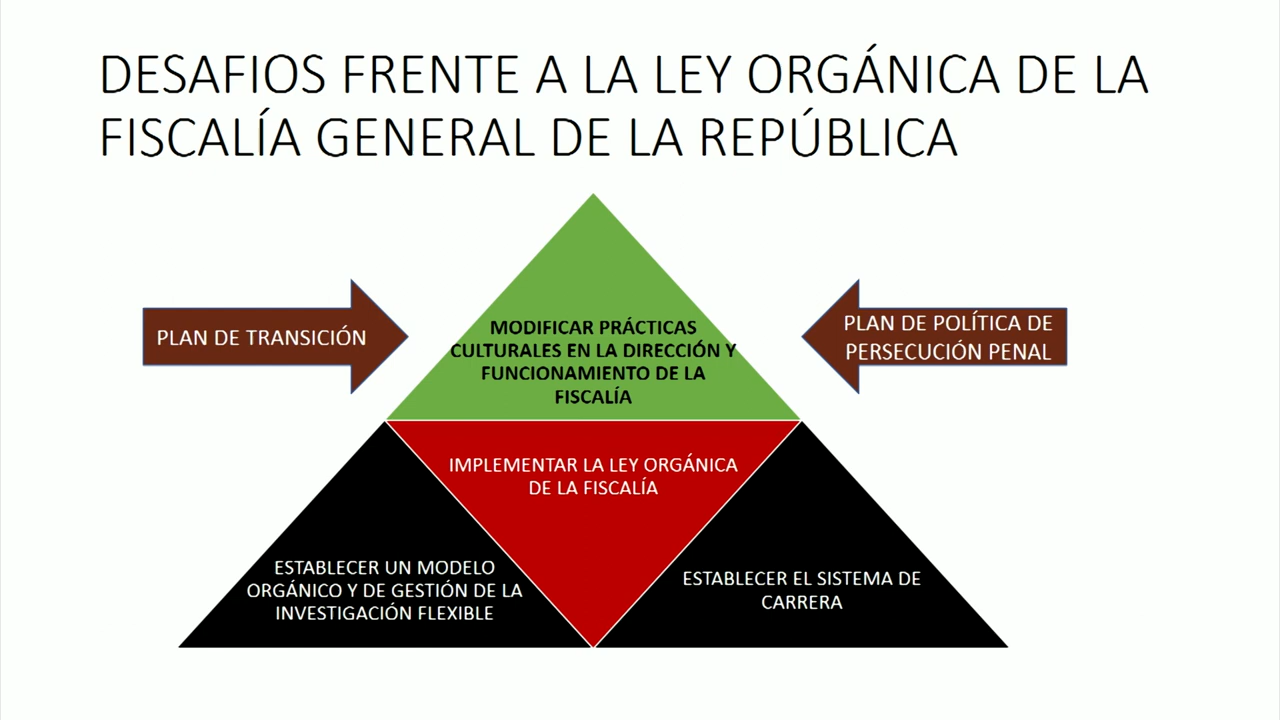 DESAFIOS FRENTE A LA LEY ORGÁNICA DE LA
FISCALÍA GENERAL DE LA REPÚBLICA
PLAN DE TRANSICIÓN
MODIFICAR PRÁCTICAS
CULTURALES EN LA DIRECCIÓN Y
FUNCIONAMIENTO DE LA
FISCALÍA
PLAN DE POLÍTICA DE
PERSECUCIÓN PENAL
IMPLEMENTAR LA LEY ORGÁNICA
DE LA FISCALÍA
ESTABLECER UN MODELO
ORGÁNICO Y DE GESTIÓN DE LA
INVESTIGACIÓN FLEXIBLE
ESTABLECER EL SISTEMA DE
CARRERA